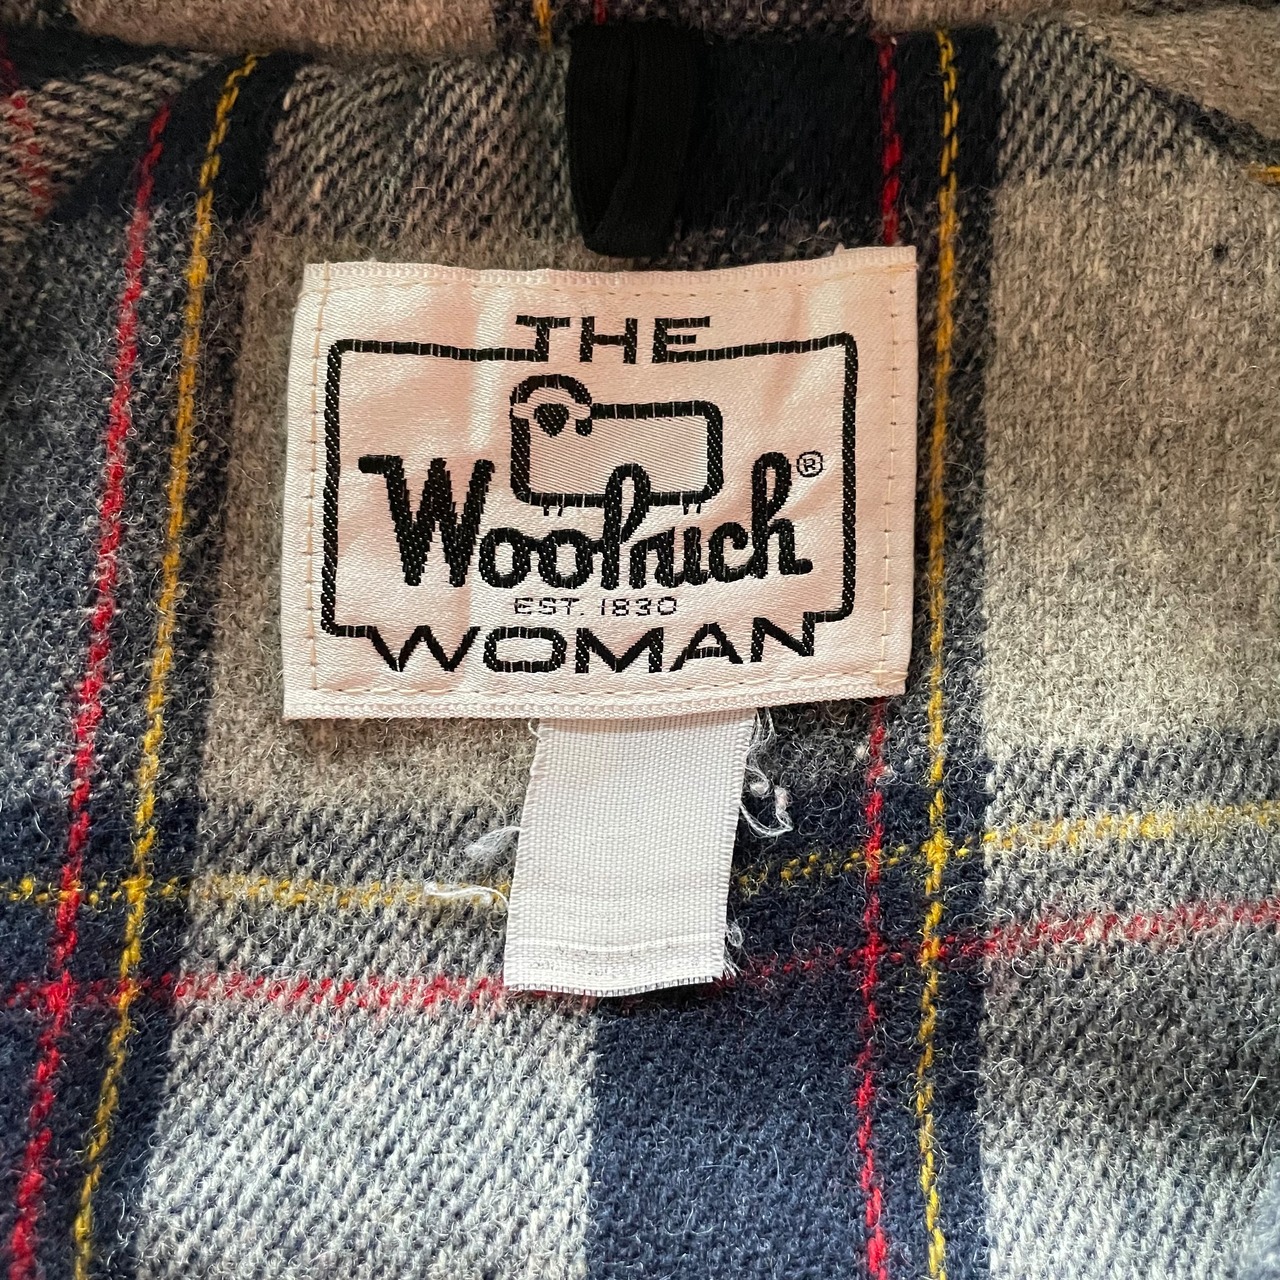 THE
Woolrich®
EST. 1830
WOMAN